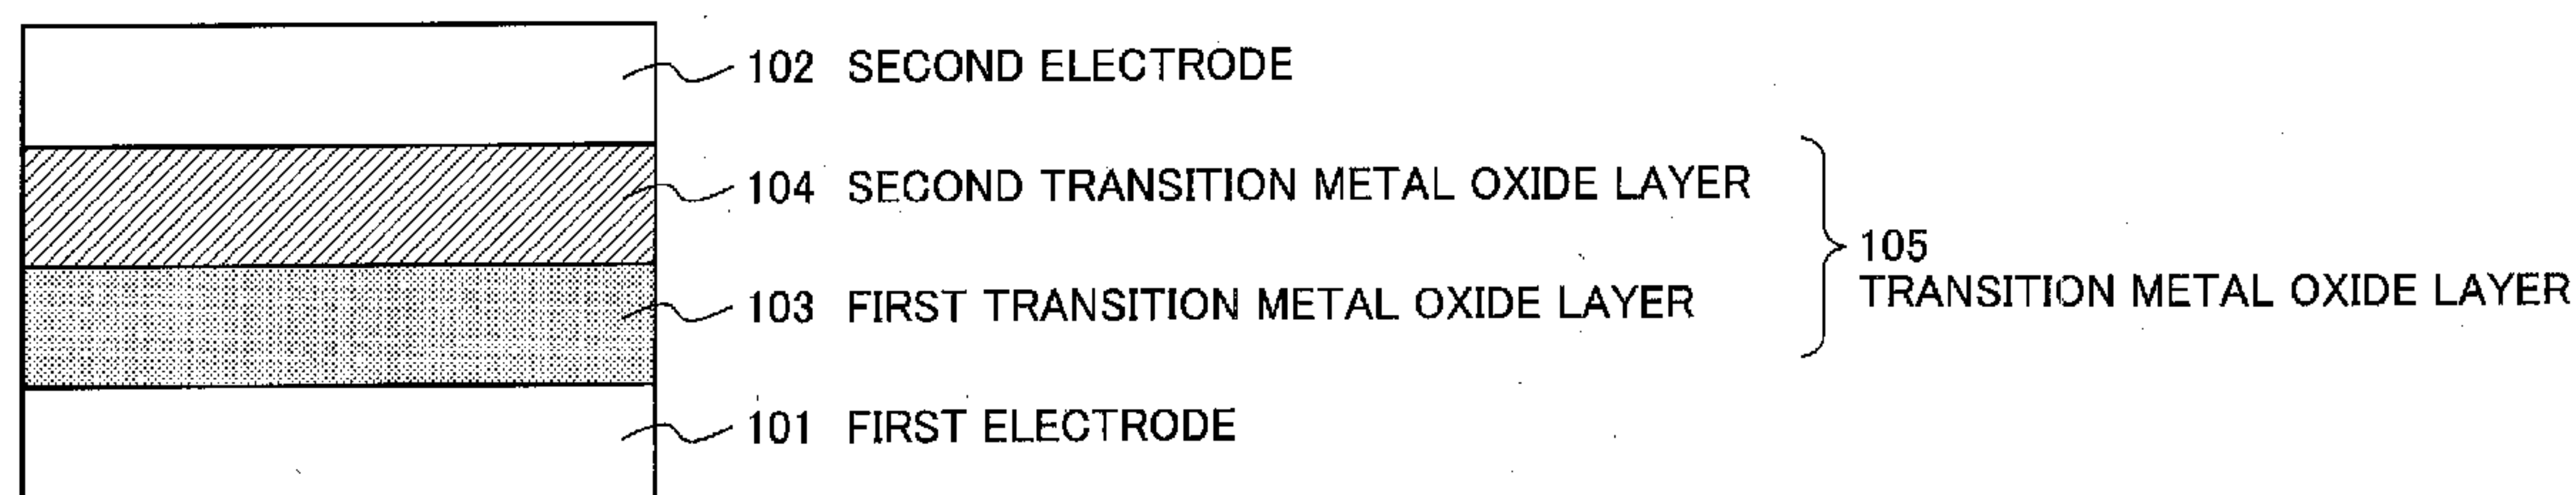 102 SECOND ELECTRODE
104 SECOND TRANSITION METAL OXIDE LAYER
105
TRANSITION METAL OXIDE LAYER
103 FIRST TRANSITION METAL OXIDE LAYER
101 FIRST ELECTRODE